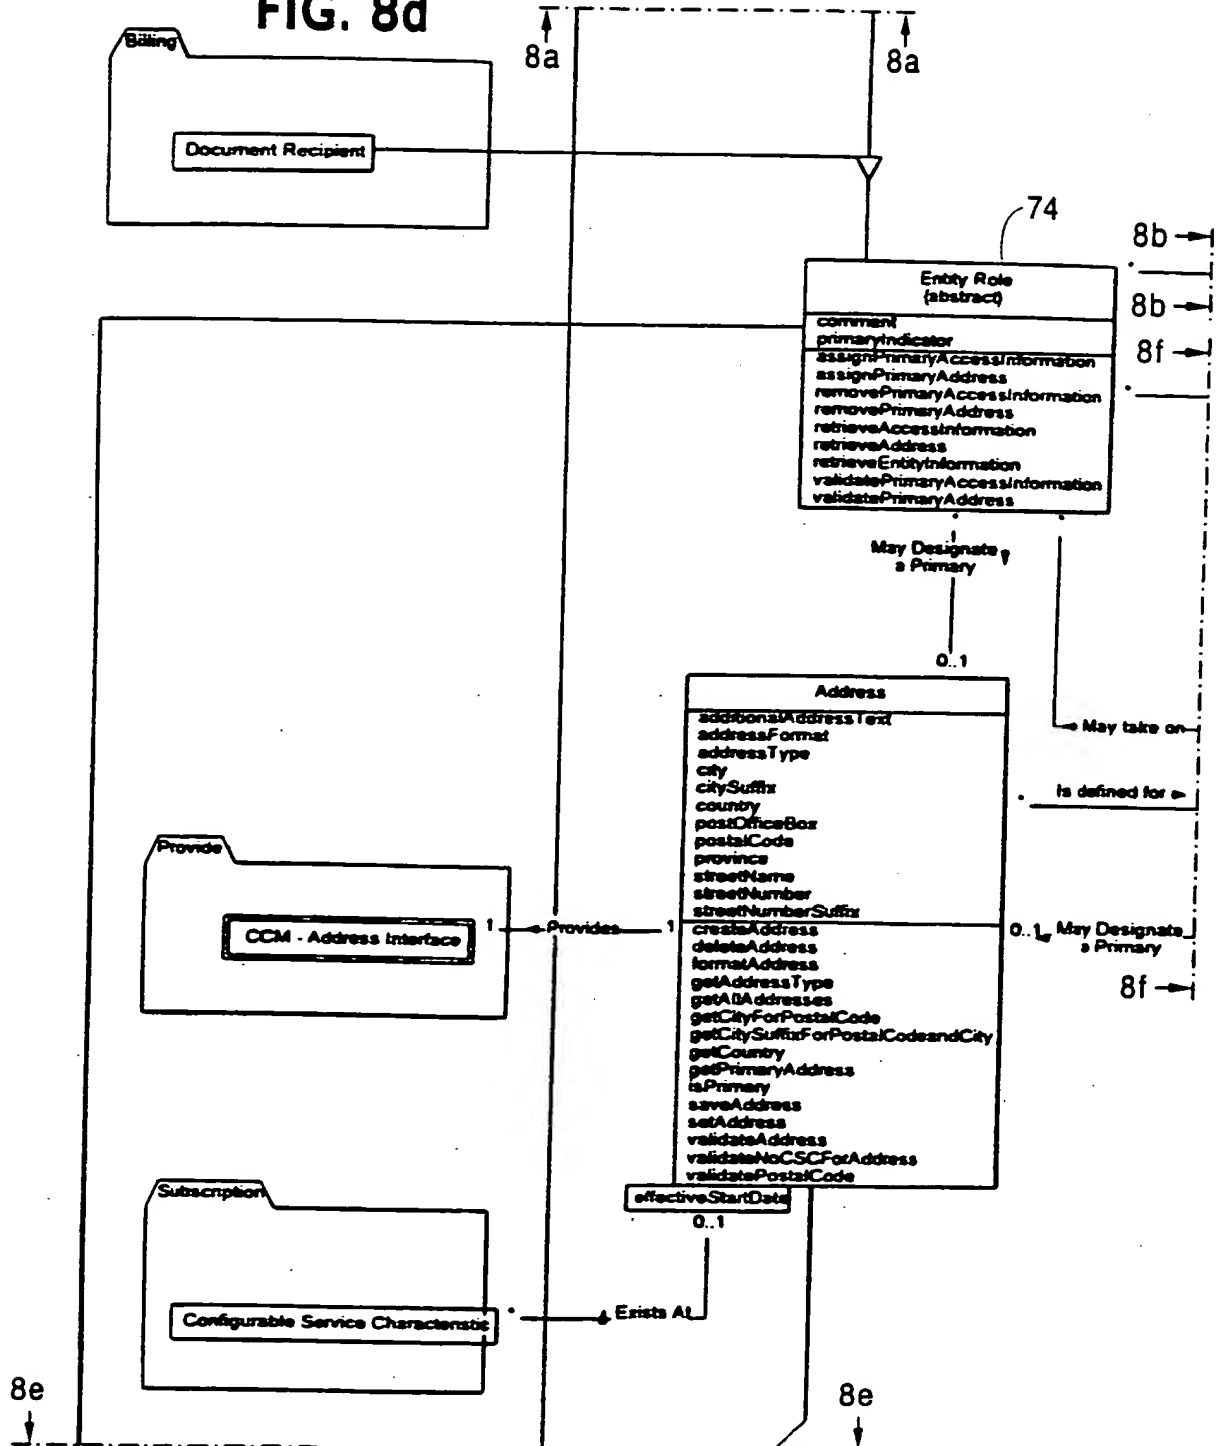 FIG. 8d
8a
8a
Billing
Document Recipient
74
8b
8b
8f
Entity Role
(abstract)
comment
primaryIndicator
assignPrimaryAccessInformation
assignPrimaryAddress
removePrimaryAccessInformation
removePrimaryAddress
retrieveAccessInformation
retrieveAddress
retrieveEntityInformation
validatePrimaryAccessInformation
validatePrimaryAddress
May Designate
a Primary
0..1
Address
additionalAddressText
addressFormat
addressType
city
citySuffix
country
postOfficeBox
postalCode
province
streetName
streetNumber
streetNumberSuffix
createAddress
deleteAddress
formatAddress
getAddressType
getAllAddresses
getCityForPostalCode
getCitySuffixForPostalCodeandCity
getCountry
getPrimaryAddress
isPrimary
saveAddress
setAddress
validateAddress
validateNoCSCForAddress
validatePostalCode
May take on
Is defined for
0..1 May Designate
a Primary
8f
Provide
CCM - Address Interface
1 Provides 1
effectiveStartDate
0..1
Subscription
Configurable Service Characteristic
* Exists At
8e
8e